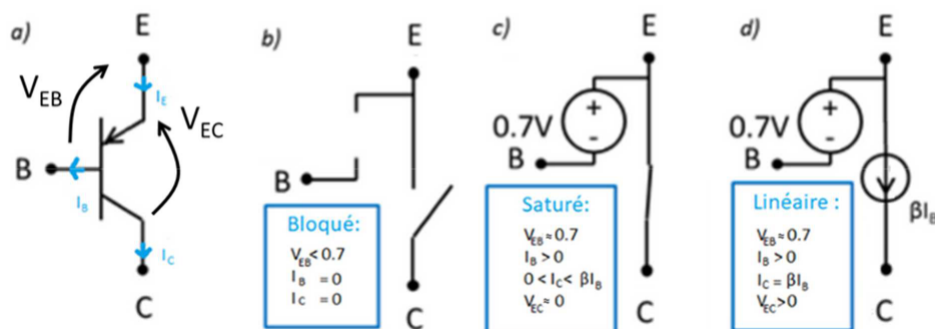 a)
E
V_EB
I_E
V_EC
B
I_B
I_C
C
b)
E
B
Bloqué:
V_EB < 0.7
I_B = 0
I_C = 0
C
c)
E
+
0.7V
-
B
Saturé:
V_EB ≈ 0.7
I_B > 0
0 < I_C < βI_B
V_EC ≈ 0
C
d)
E
+
0.7V
-
B
βI_B
Linéaire :
V_EB ≈ 0.7
I_B > 0
I_C = βI_B
V_EC > 0
C